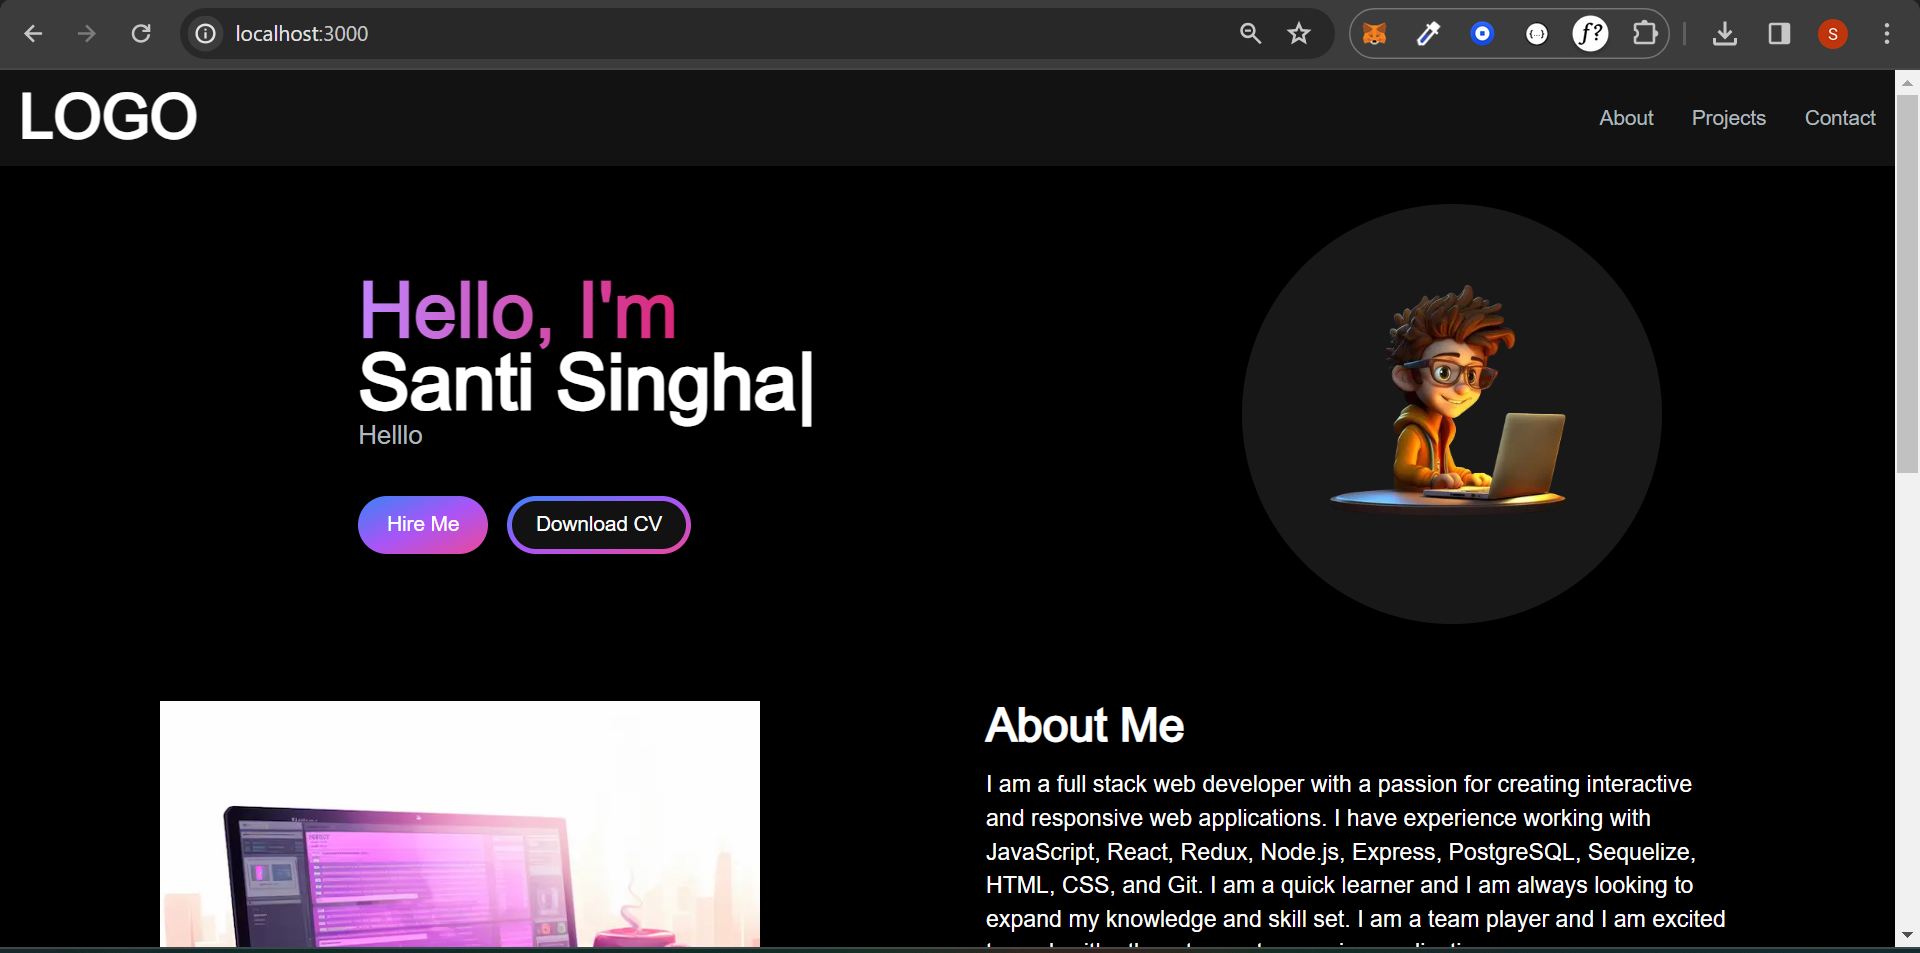 localhost:3000
{...}
f?
S
LOGO
About Projects Contact
Hello, I'm
Santi Singha|
Helllo
Hire Me Download CV
About Me
I am a full stack web developer with a passion for creating interactive
and responsive web applications. I have experience working with
JavaScript, React, Redux, Node.js, Express, PostgreSQL, Sequelize,
HTML, CSS, and Git. I am a quick learner and I am always looking to
expand my knowledge and skill set. I am a team player and I am excited